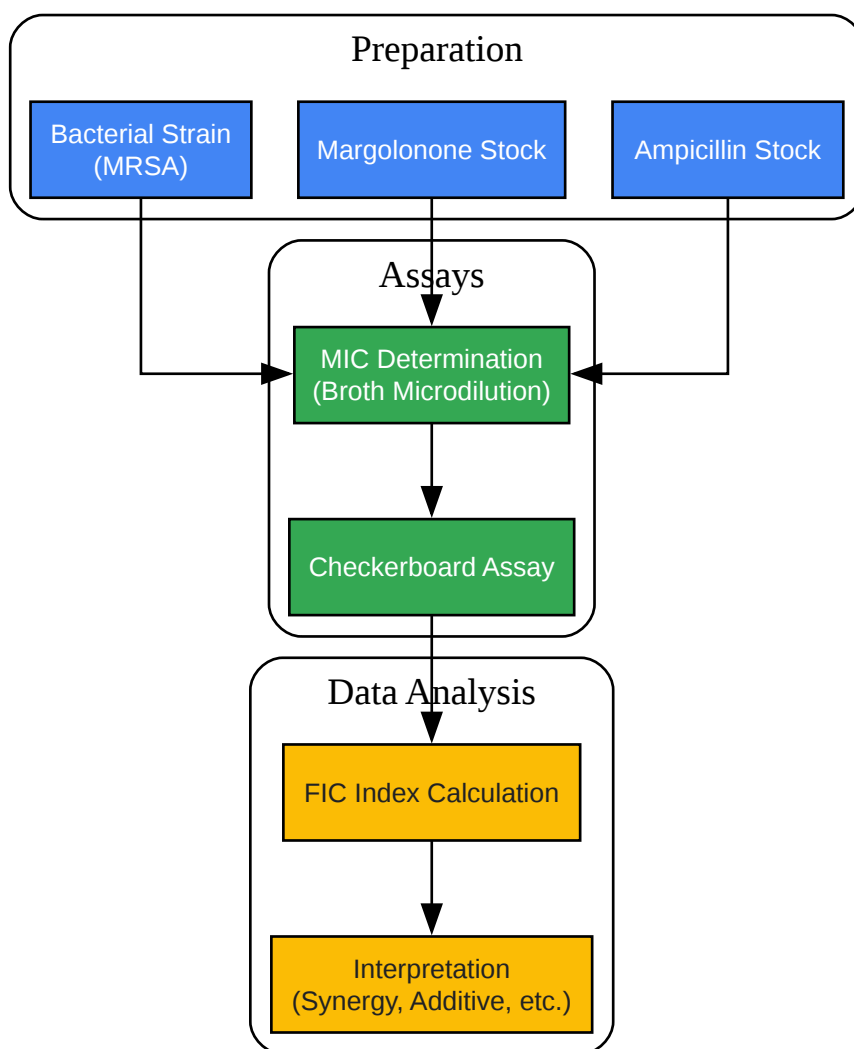 Preparation
Bacterial Strain
(MRSA)
Margolonone Stock
Ampicillin Stock
Assays
MIC Determination
(Broth Microdilution)
Checkerboard Assay
Data Analysis
FIC Index Calculation
Interpretation
(Synergy, Additive, etc.)